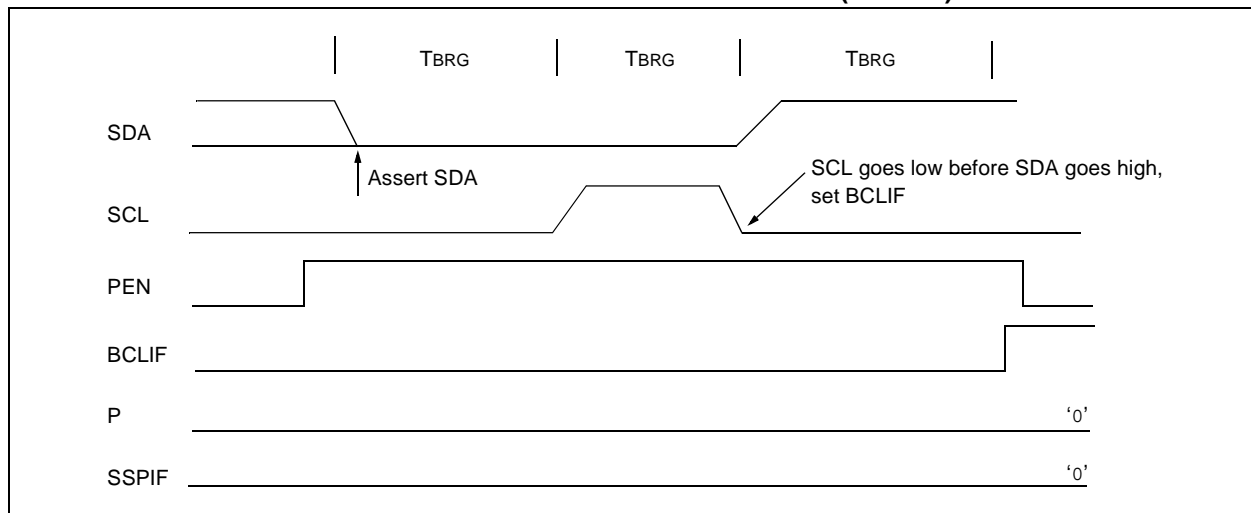 TBRG TBRG TBRG
SDA
Assert SDA
SCL goes low before SDA goes high,
set BCLIF
SCL
PEN
BCLIF
P
‘0’
SSPIF
‘0’